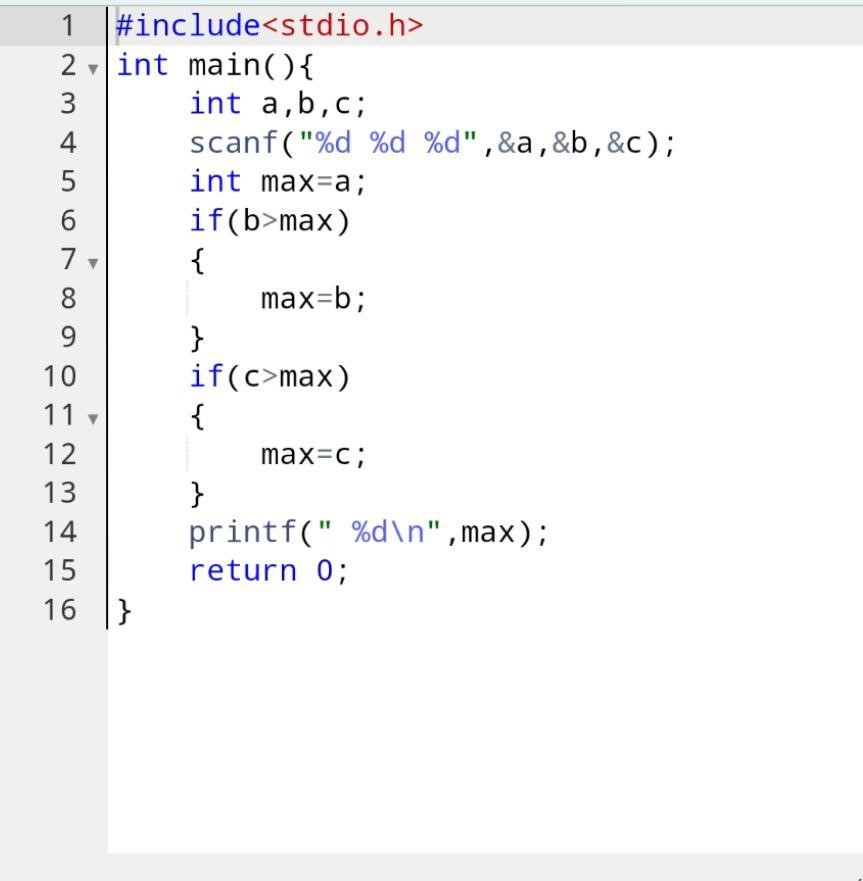 1 #include<stdio.h>
2 int main(){
3 int a,b,c;
4 scanf("%d %d %d",&a,&b,&c);
5 int max=a;
6 if(b>max)
7 {
8 max=b;
9 }
10 if(c>max)
11 {
12 max=c;
13 }
14 printf(" %d\n",max);
15 return 0;
16 }